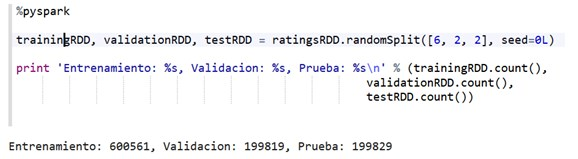 %pyspark
trainingRDD, validationRDD, testRDD = ratingsRDD.randomSplit([6, 2, 2], seed=0L)
print 'Entrenamiento: %s, Validacion: %s, Prueba: %s\n' % (trainingRDD.count(),
validationRDD.count(),
testRDD.count())
Entrenamiento: 600561, Validacion: 199819, Prueba: 199829